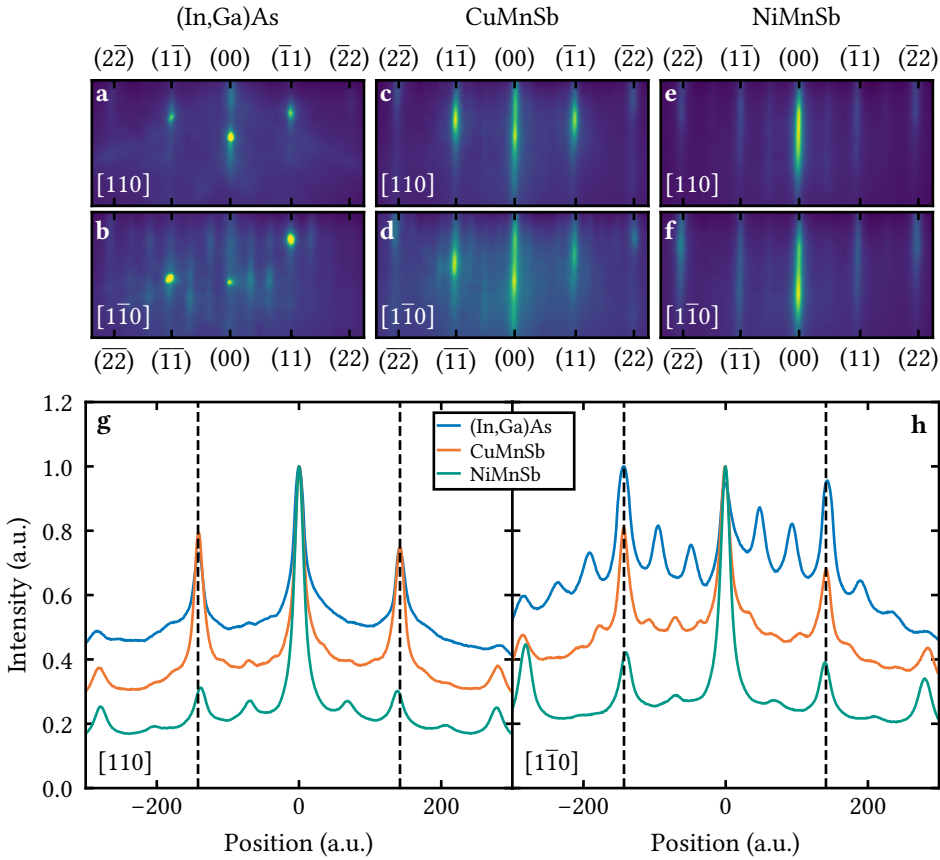 (In,Ga)As CuMnSb NiMnSb
(2̅2̅) (11̅) (00) (1̅1) (2̅2) (22̅) (11̅) (00) (1̅1) (2̅2) (22̅) (11̅) (00) (1̅1) (2̅2)
a c e
[110] [110] [110]
b d f
[11̅0] [11̅0] [11̅0]
(2̅2̅) (1̅1̅) (00) (11) (22) (2̅2̅) (1̅1̅) (00) (11) (22) (2̅2̅) (1̅1̅) (00) (11) (22)
1.2
g h
(In,Ga)As
CuMnSb
NiMnSb
1.0
0.8
0.6
0.4
0.2
0.0
Intensity (a.u.)
[110] [11̅0]
−200 0 200 −200 0 200
Position (a.u.) Position (a.u.)